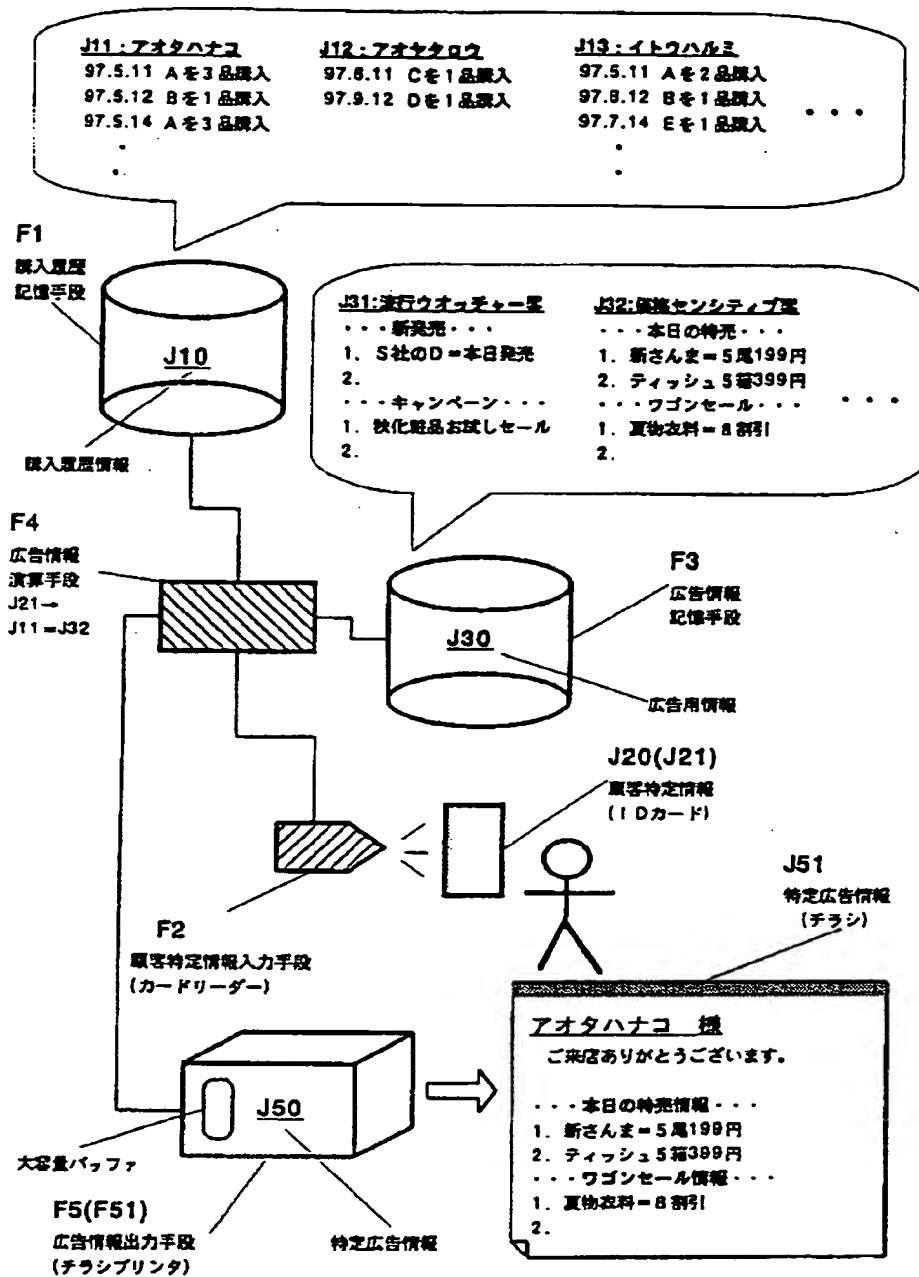 J11:アオタハナコ
97.5.11 Aを3品購入
97.5.12 Bを1品購入
97.5.14 Aを3品購入
・
・
J12:アオヤタロウ
97.6.11 Cを1品購入
97.9.12 Dを1品購入
J13:イトウハルミ
97.5.11 Aを2品購入
97.6.12 Bを1品購入
97.7.14 Eを1品購入
・
・
・・・
F1
購入履歴
記憶手段
J10
購入履歴情報
J31:流行ウオッチャー客
・・・新発売・・・
1. S社のD=本日発売
2.
・・・キャンペーン・・・
1. 秋化粧品お試しセール
2.
J32:価格センシティブ客
・・・本日の特売・・・
1. 新さんま=5尾199円
2. ティッシュ5箱399円
・・・ワゴンセール・・・
1. 夏物衣料=8割引
2.
・・・
F4
広告情報
演算手段
J21→
J11=J32
F3
広告情報
記憶手段
J30
広告用情報
J20(J21)
顧客特定情報
(IDカード)
F2
顧客特定情報入力手段
(カードリーダー)
J51
特定広告情報
(チラシ)
アオタハナコ 様
ご来店ありがとうございます。
・・・本日の特売情報・・・
1. 新さんま=5尾199円
2. ティッシュ5箱399円
・・・ワゴンセール情報・・・
1. 夏物衣料=8割引
2.
J50
大容量バッファ
F5(F51)
広告情報出力手段
(チラシプリンタ)
特定広告情報